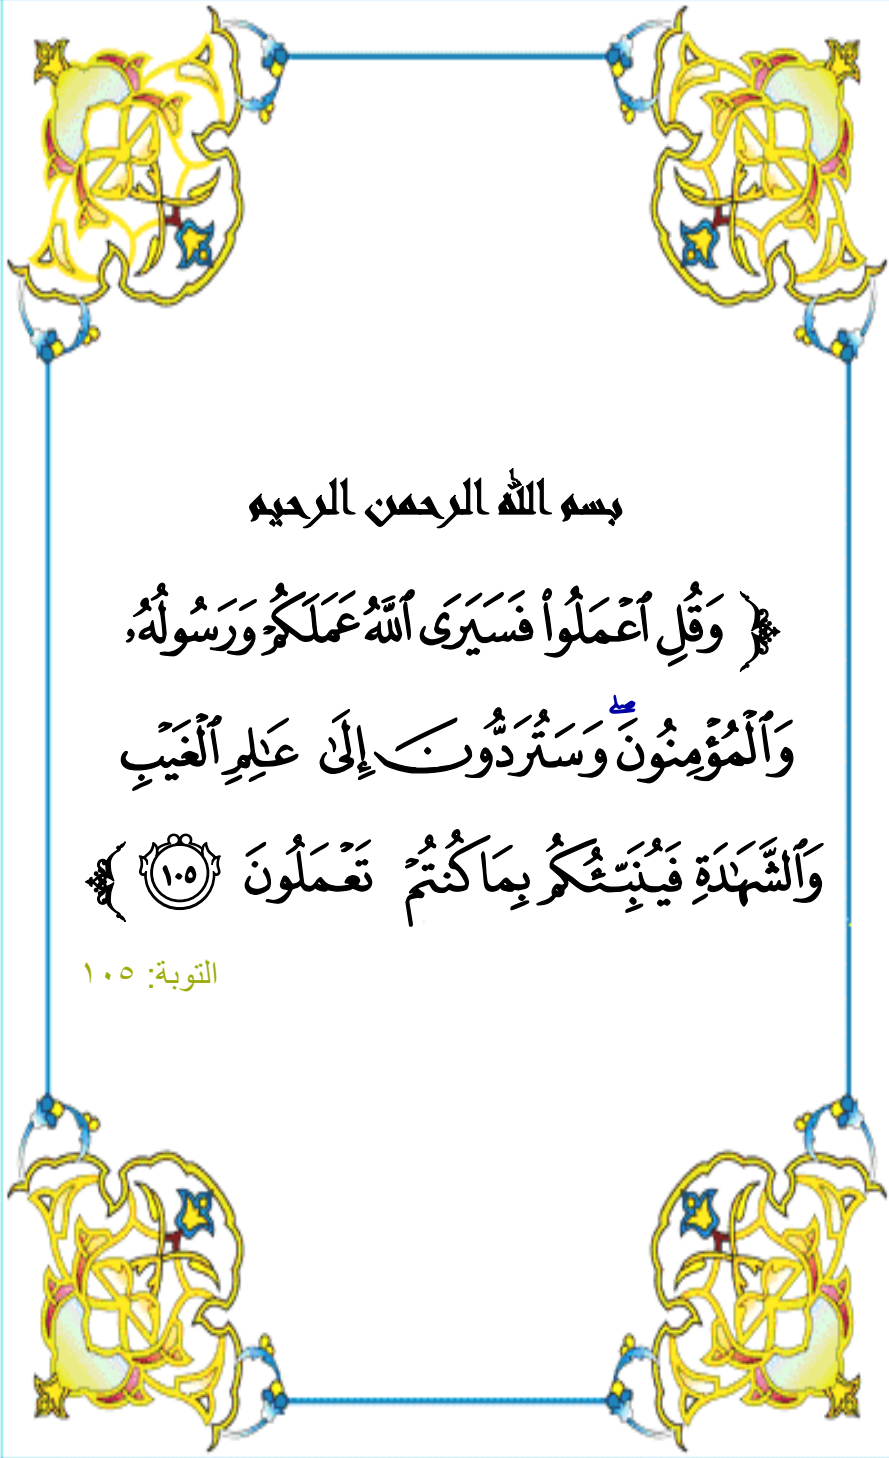 بسم الله الرحمن الرحيم
﴿ وَقُلِ ٱعۡمَلُواْ فَسَيَرَى ٱللَّهُ عَمَلَكُمۡ وَرَسُولُهُۥ
وَٱلۡمُؤۡمِنُونَۖ وَسَتُرَدُّونَ إِلَىٰ عَٰلِمِ ٱلۡغَيۡبِ
وَٱلشَّهَٰدَةِ فَيُنَبِّئُكُم بِمَا كُنتُمۡ تَعۡمَلُونَ ١٠٥ ﴾
التوبة: ١٠٥